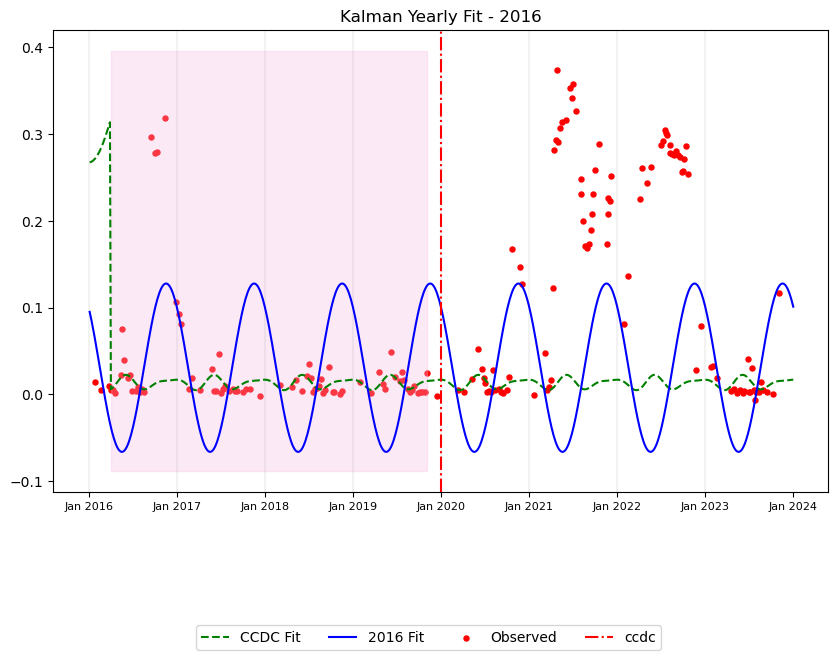 Kalman Yearly Fit - 2016
0.4
0.3
0.2
0.1
0.0
−0.1
Jan 2016 Jan 2017 Jan 2018 Jan 2019 Jan 2020 Jan 2021 Jan 2022 Jan 2023 Jan 2024
CCDC Fit 2016 Fit Observed ccdc